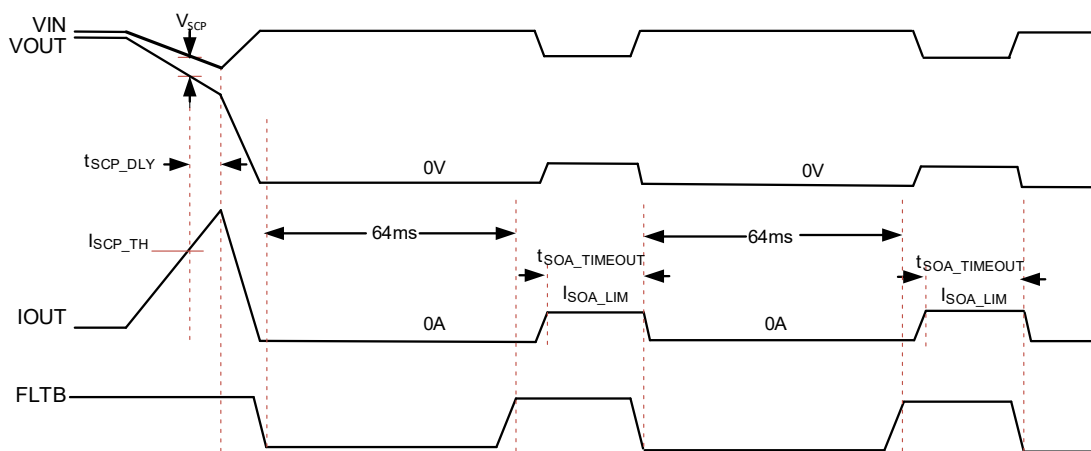 VIN
VOUT
VSCP
tSCP_DLY
0V
0V
ISCP_TH
64ms
64ms
tSOA_TIMEOUT
tSOA_TIMEOUT
ISOA_LIM
ISOA_LIM
IOUT
0A
0A
FLTB